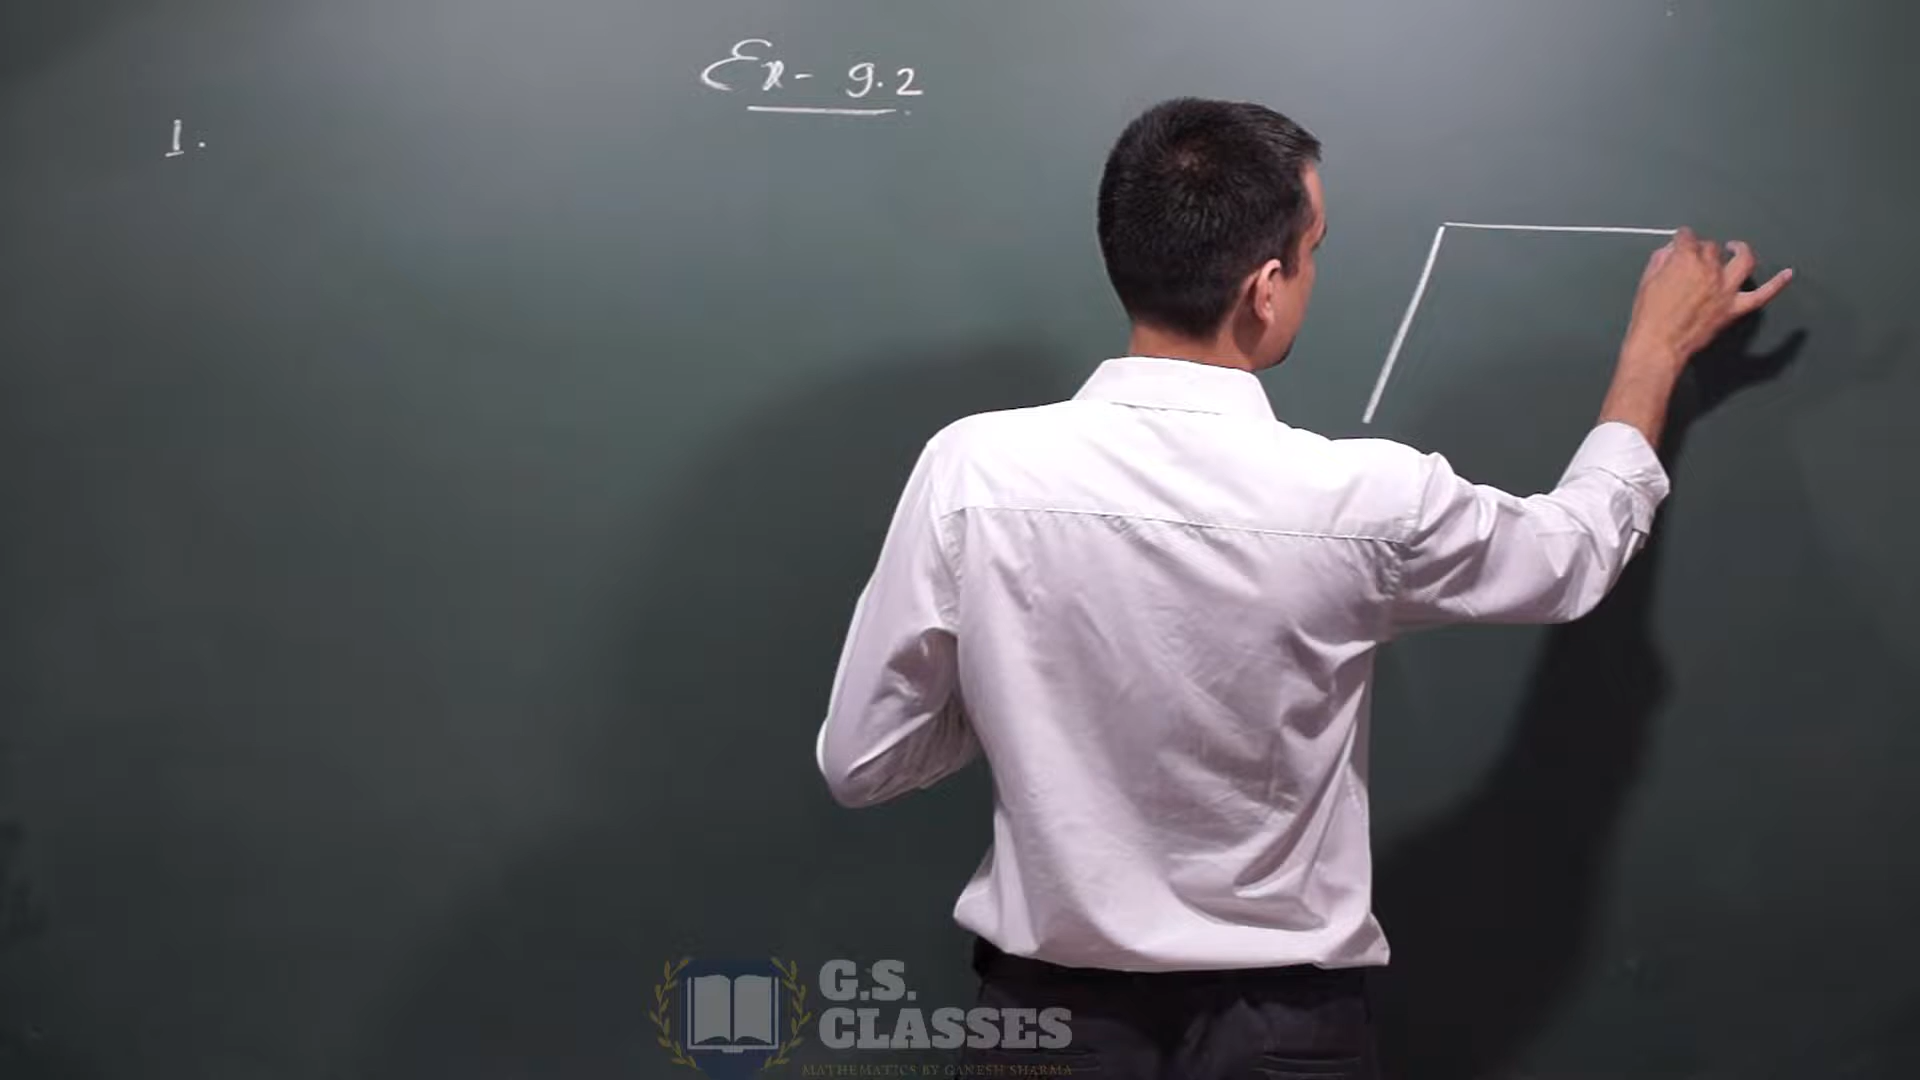 Ex- 9.2
1.
G.S.
CLASSES
MATHEMATICS BY GANESH SHARMA